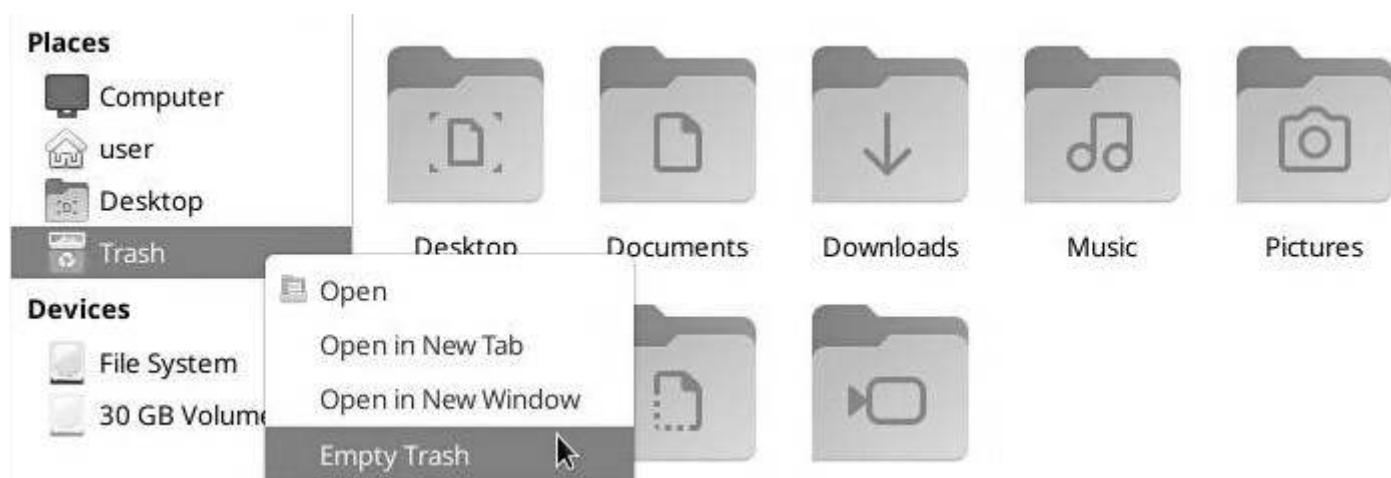 Places
Computer
user
Desktop
Trash
Devices
File System
30 GB Volume
Desktop
Documents
Downloads
Music
Pictures
Open
Open in New Tab
Open in New Window
Empty Trash